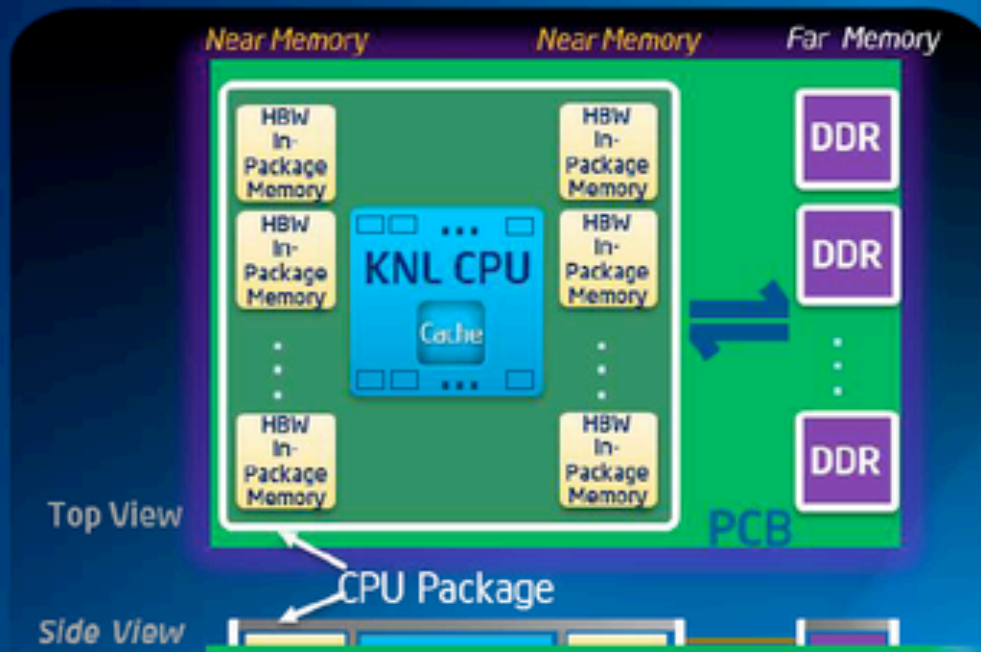 Near Memory
Near Memory
Far Memory
HBW
In-
Package
Memory
HBW
In-
Package
Memory
DDR
HBW
In-
Package
Memory
KNL CPU
Cache
HBW
In-
Package
Memory
DDR
HBW
In-
Package
Memory
HBW
In-
Package
Memory
DDR
Top View
PCB
CPU Package
Side View